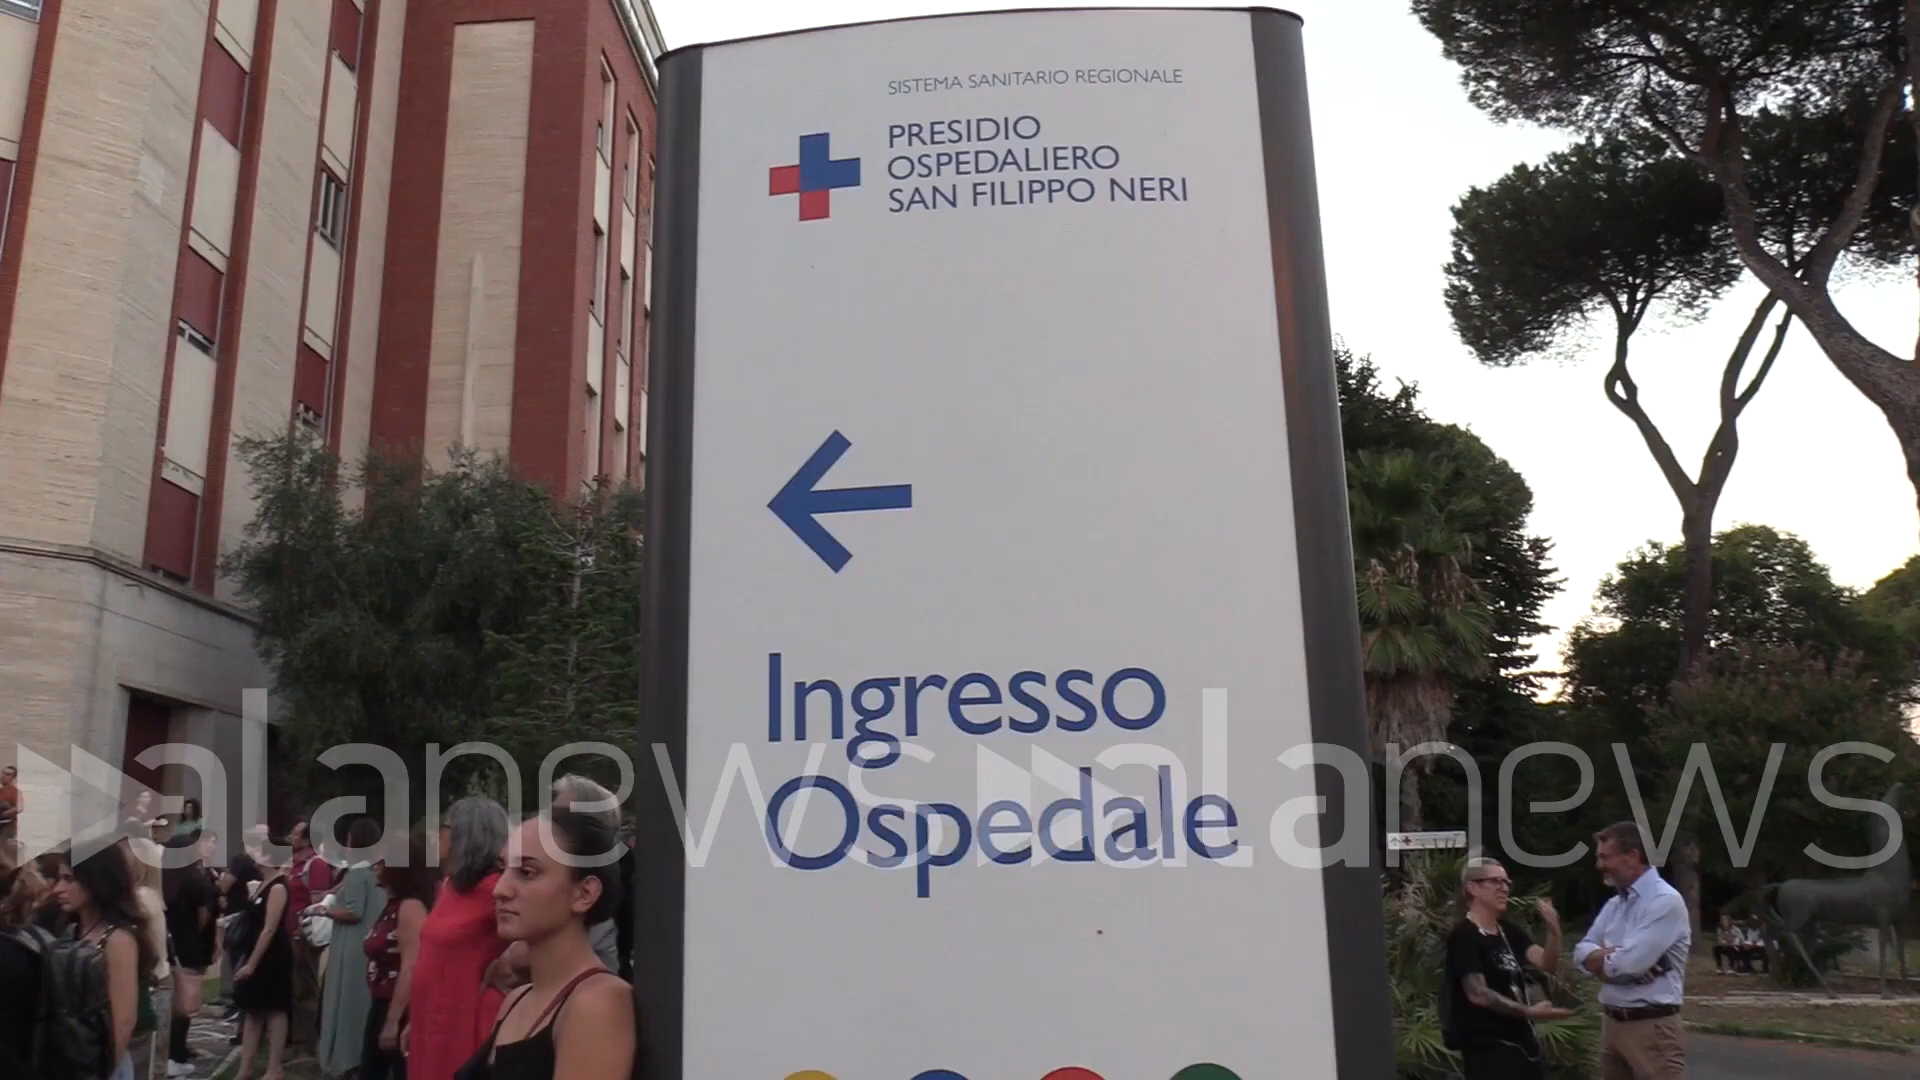 SISTEMA SANITARIO REGIONALE
PRESIDIO
OSPEDALIERO
SAN FILIPPO NERI
Ingresso
Ospedale
alanews alanews